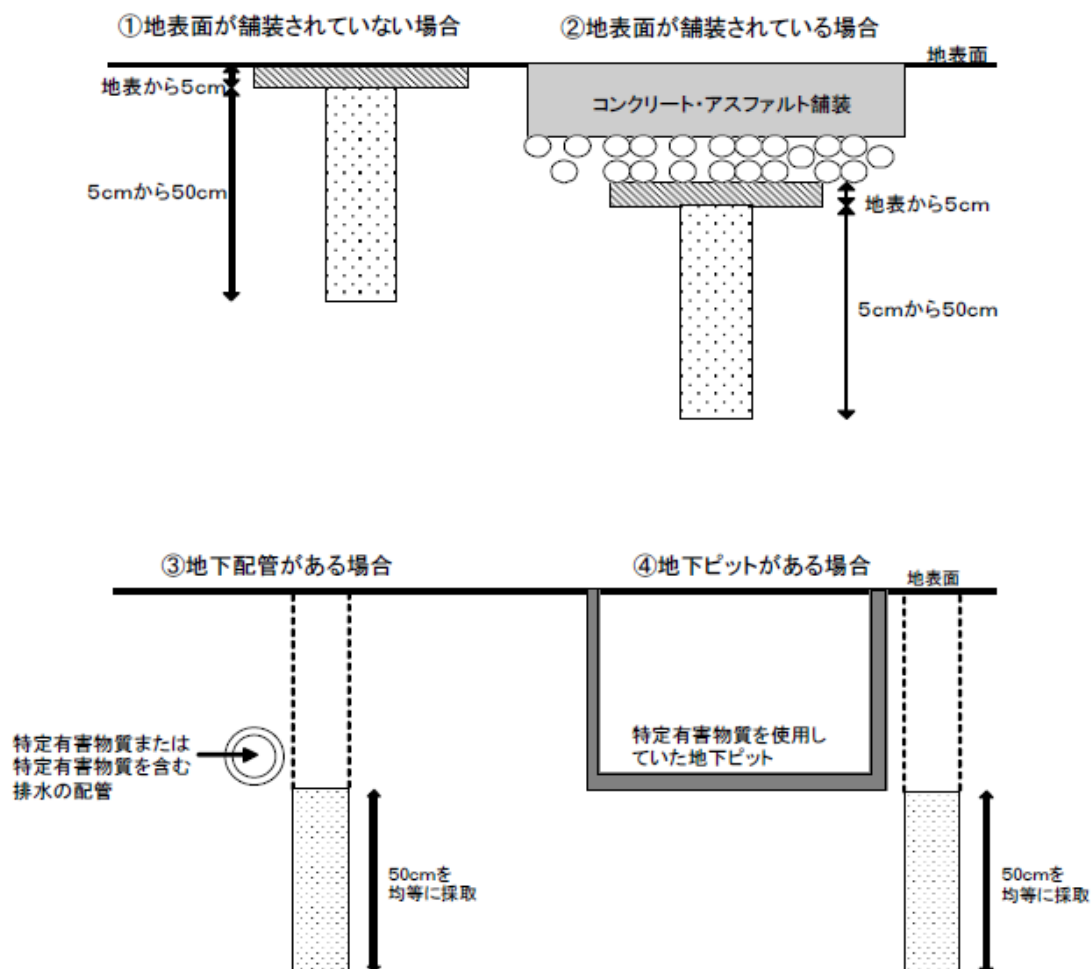 ①地表面が舗装されていない場合
②地表面が舗装されている場合
地表面
地表から5cm
コンクリート・アスファルト舗装
5cmから50cm
地表から5cm
5cmから50cm
③地下配管がある場合
④地下ピットがある場合
地表面
特定有害物質または
特定有害物質を含む
排水の配管
特定有害物質を使用し
ていた地下ピット
50cmを
均等に採取
50cmを
均等に採取